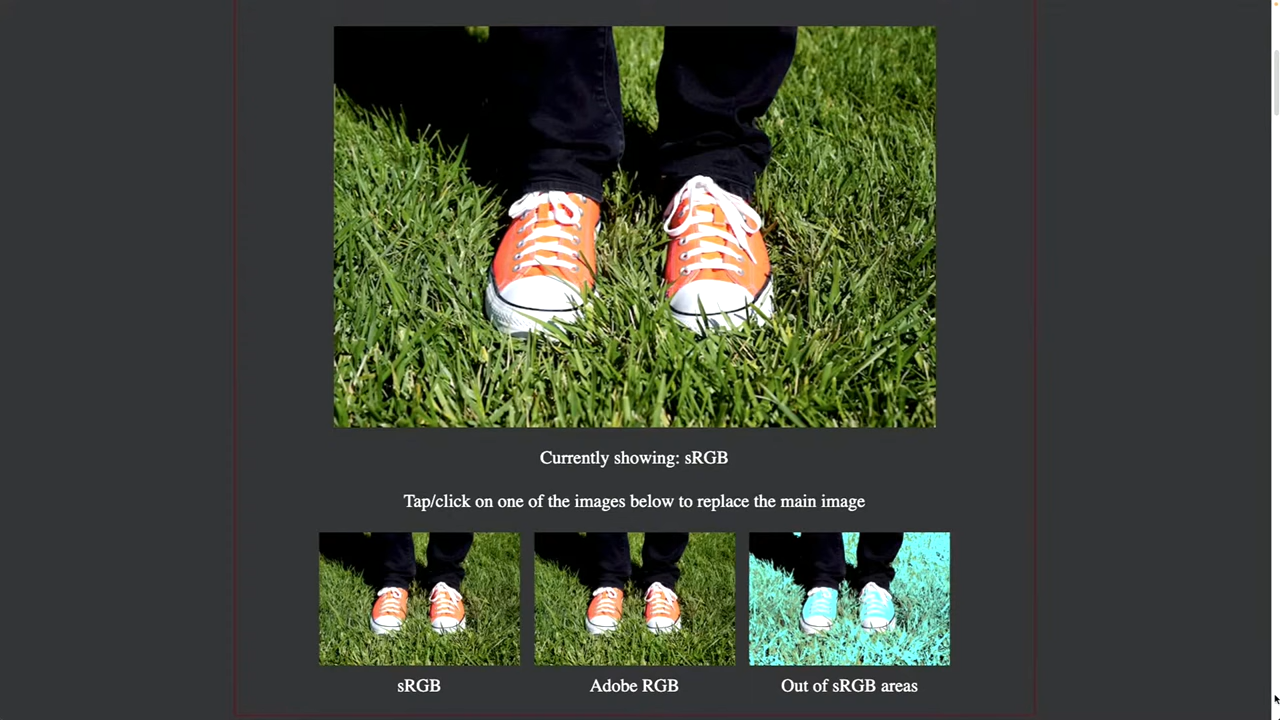 Currently showing: sRGB
Tap/click on one of the images below to replace the main image
sRGB
Adobe RGB
Out of sRGB areas